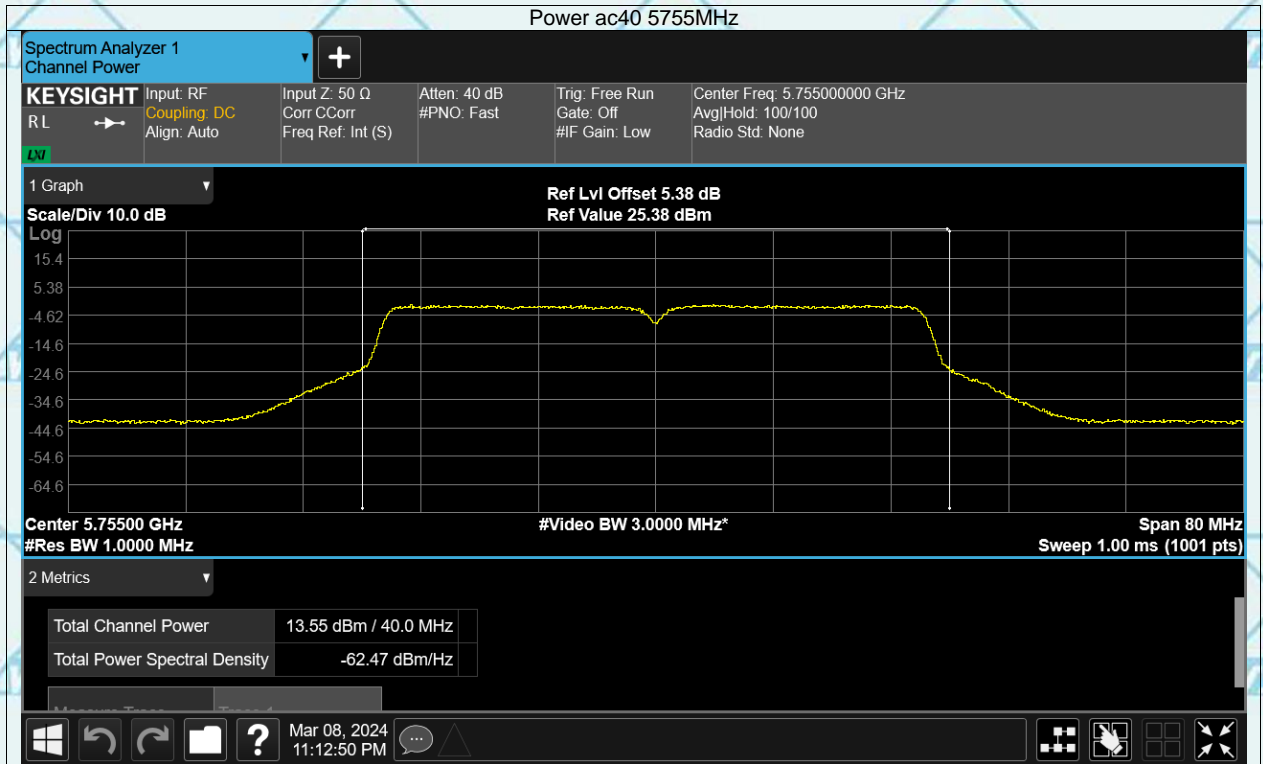 Power ac40 5755MHz
Spectrum Analyzer 1
Channel Power
KEYSIGHT
R L
LXI
Input: RF
Coupling: DC
Align: Auto
Input Z: 50 Ω
Corr CCorr
Freq Ref: Int (S)
Atten: 40 dB
#PNO: Fast
Trig: Free Run
Gate: Off
#IF Gain: Low
Center Freq: 5.755000000 GHz
Avg|Hold: 100/100
Radio Std: None
1 Graph
Scale/Div 10.0 dB
Ref Lvl Offset 5.38 dB
Ref Value 25.38 dBm
Log
15.4
5.38
-4.62
-14.6
-24.6
-34.6
-44.6
-54.6
-64.6
Center 5.75500 GHz
#Video BW 3.0000 MHz*
Span 80 MHz
#Res BW 1.0000 MHz
Sweep 1.00 ms (1001 pts)
2 Metrics
Total Channel Power 13.55 dBm / 40.0 MHz
Total Power Spectral Density -62.47 dBm/Hz
?
Mar 08, 2024
11:12:50 PM